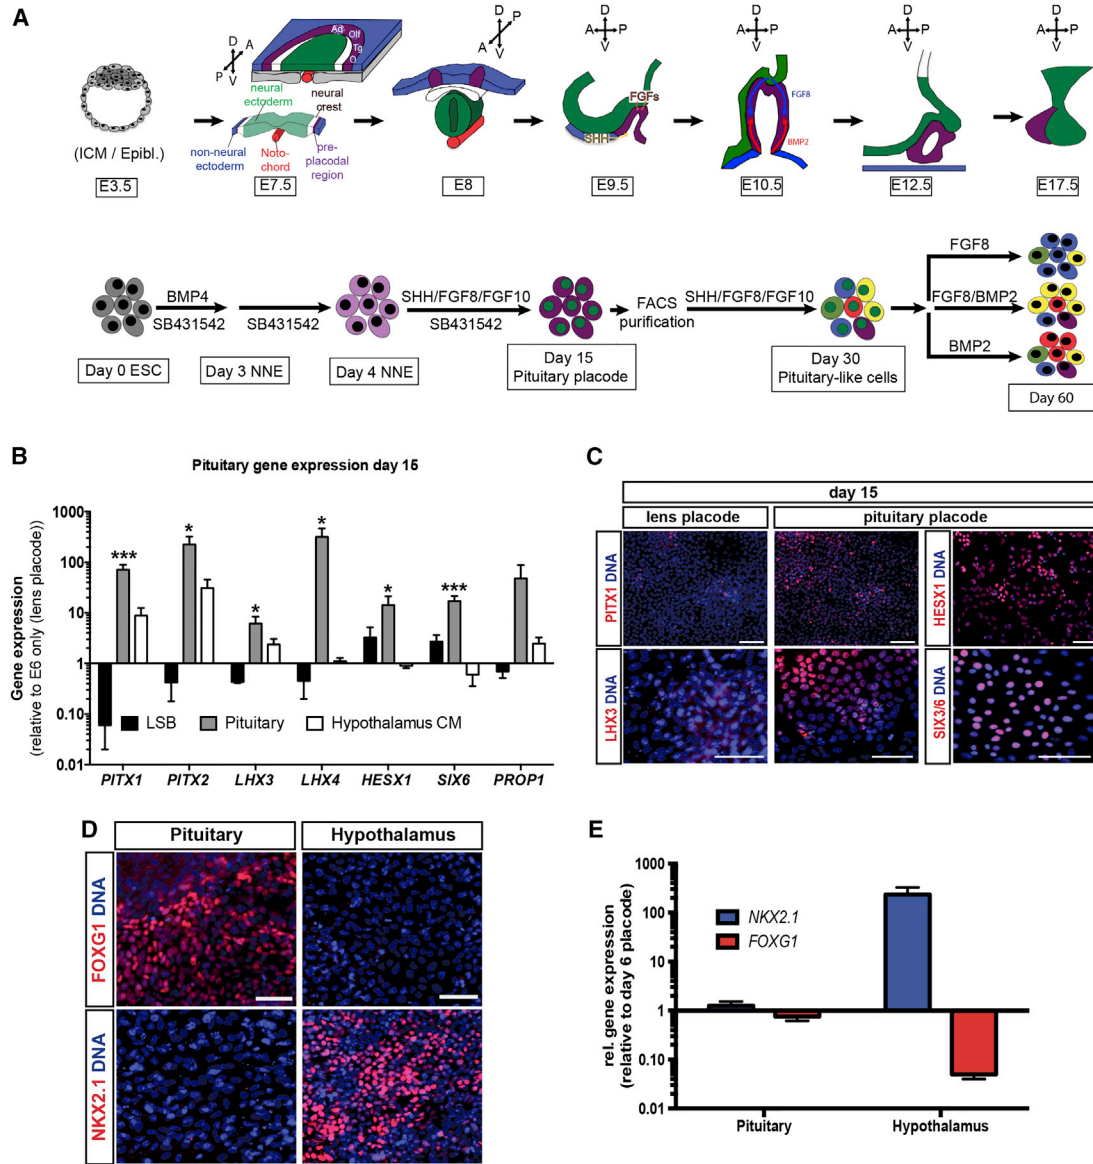 A
D
A
P
V
Ad
Olf
Tg
O
neural
ectoderm
neural
crest
non-neural
ectoderm
Noto-
chord
pre-
placodal
region
(ICM / Epibl.)
E3.5
E7.5
D
P
A
V
E8
D
A
P
V
FGFs
SHH
E9.5
D
A
P
V
FGF8
BMP2
E10.5
D
A
P
V
E12.5
D
A
P
V
E17.5
BMP4
SB431542
SB431542
SHH/FGF8/FGF10
SB431542
FACS
purification
SHH/FGF8/FGF10
FGF8
FGF8/BMP2
BMP2
Day 0 ESC
Day 3 NNE
Day 4 NNE
Day 15
Pituitary placode
Day 30
Pituitary-like cells
Day 60
B
Pituitary gene expression day 15
Gene expression
(relative to E6 only (lens placode))
1000
100
10
1
0.10
0.01
***
*
*
*
*
***
LSB
Pituitary
Hypothalamus CM
PITX1
PITX2
LHX3
LHX4
HESX1
SIX6
PROP1
C
day 15
lens placode
pituitary placode
PITX1 DNA
HESX1 DNA
LHX3 DNA
SIX3/6 DNA
D
Pituitary
Hypothalamus
FOXG1 DNA
NKX2.1 DNA
E
rel. gene expression
(relative to day 6 placode)
1000
100
10
1
0.10
0.01
NKX2.1
FOXG1
Pituitary
Hypothalamus